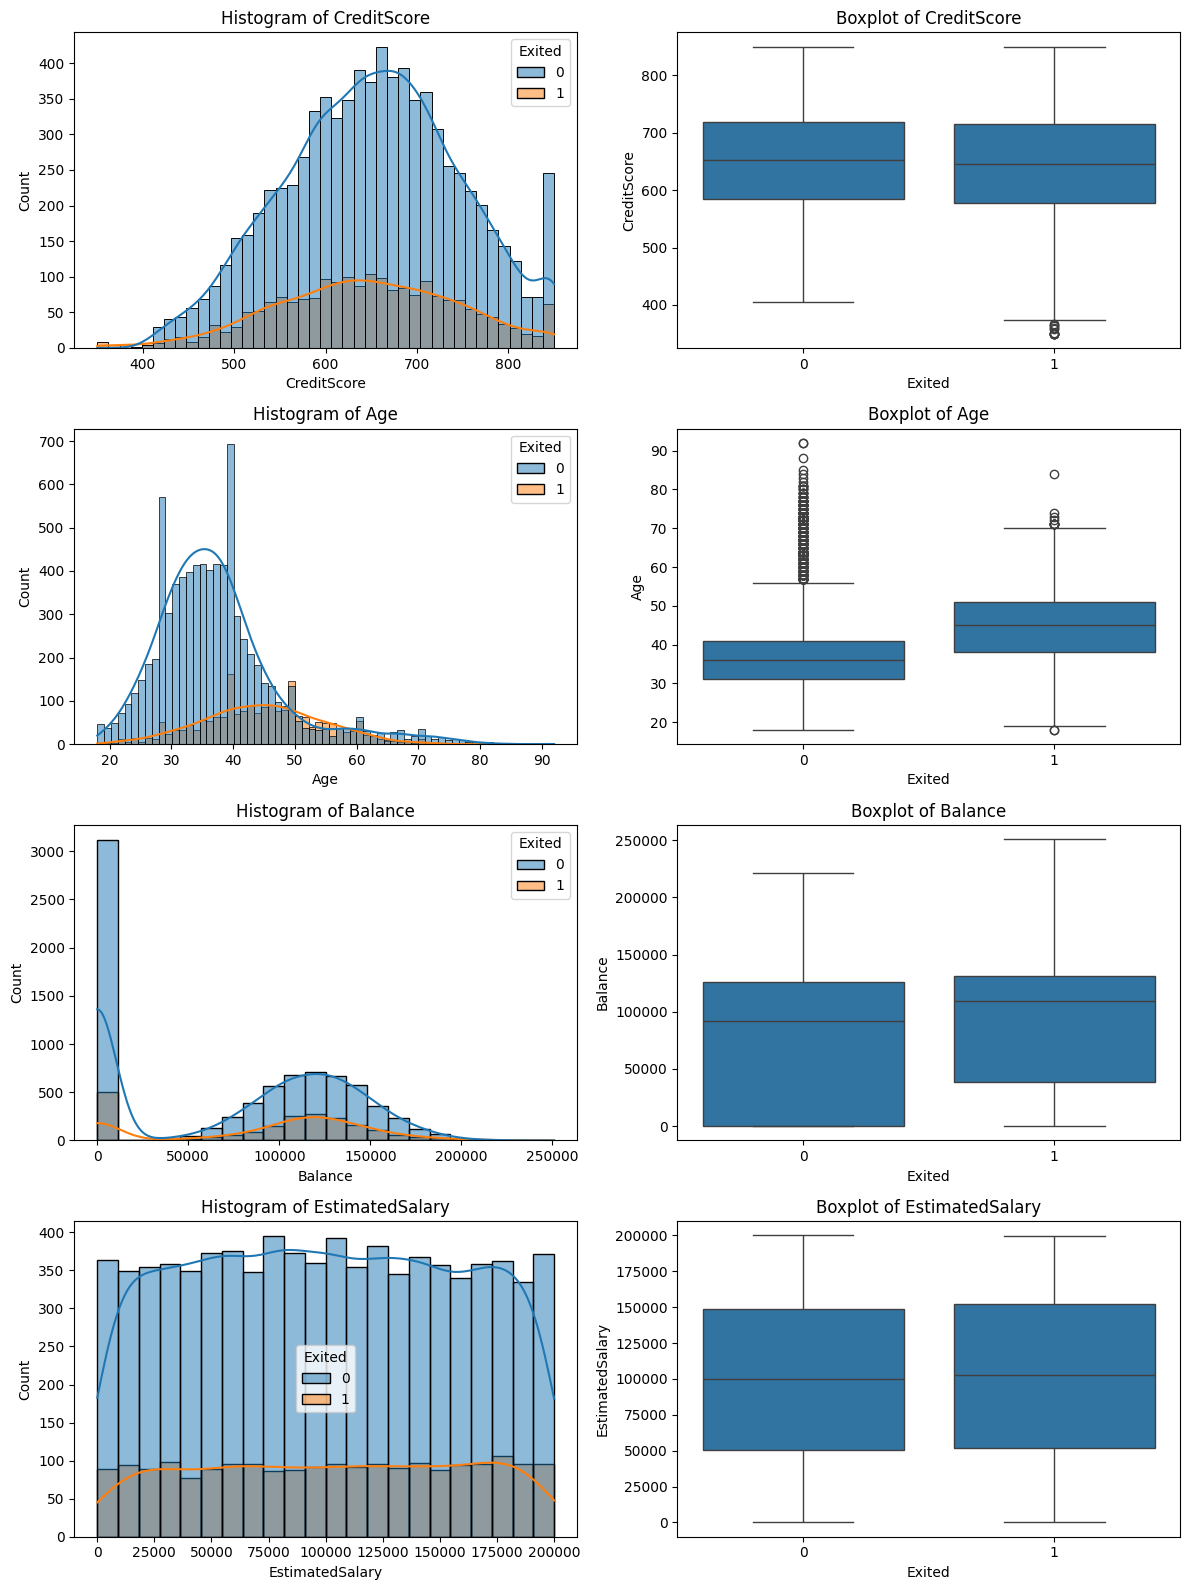 Histogram of CreditScore
Exited
0
1
400
350
300
250
200
150
100
50
0
Count
400 500 600 700 800
CreditScore
Boxplot of CreditScore
800
700
600
500
400
CreditScore
0 1
Exited
Histogram of Age
Exited
0
1
700
600
500
400
300
200
100
0
Count
20 30 40 50 60 70 80 90
Age
Boxplot of Age
90
80
70
60
50
40
30
20
Age
0 1
Exited
Histogram of Balance
Exited
0
1
3000
2500
2000
1500
1000
500
0
Count
0 50000 100000 150000 200000 250000
Balance
Boxplot of Balance
250000
200000
150000
100000
50000
0
Balance
0 1
Exited
Histogram of EstimatedSalary
400
350
300
250
200
150
100
50
0
Count
Exited
0
1
0 25000 50000 75000 100000 125000 150000 175000 200000
EstimatedSalary
Boxplot of EstimatedSalary
200000
175000
150000
125000
100000
75000
50000
25000
0
EstimatedSalary
0 1
Exited